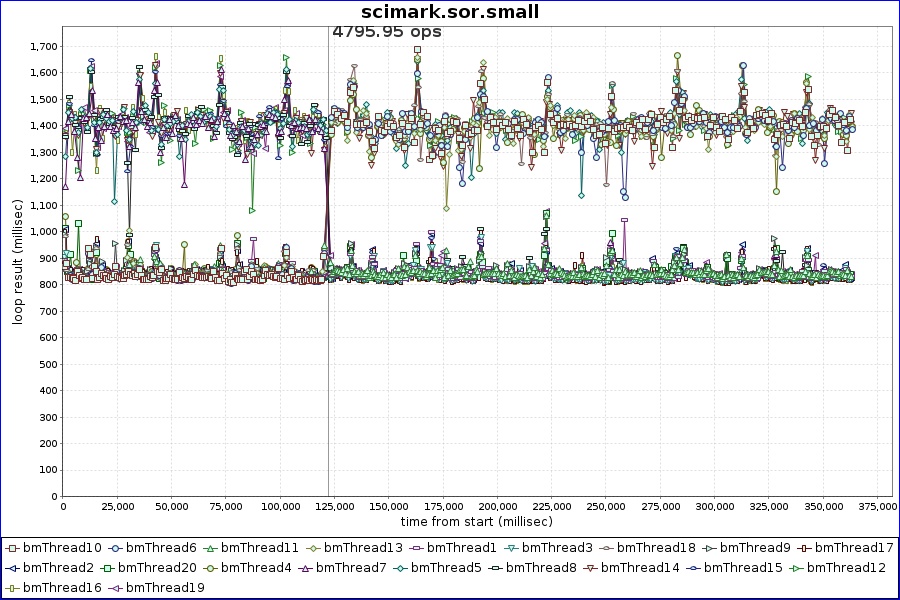 scimark.sor.small
4795.95 ops
1,700
1,600
1,500
1,400
1,300
1,200
1,100
1,000
900
800
700
600
500
400
300
200
100
0
loop result (millisec)
0 25,000 50,000 75,000 100,000 125,000 150,000 175,000 200,000 225,000 250,000 275,000 300,000 325,000 350,000 375,000
time from start (millisec)
bmThread10 bmThread6 bmThread11 bmThread13 bmThread1 bmThread3 bmThread18 bmThread9 bmThread17
bmThread2 bmThread20 bmThread4 bmThread7 bmThread5 bmThread8 bmThread14 bmThread15 bmThread12
bmThread16 bmThread19